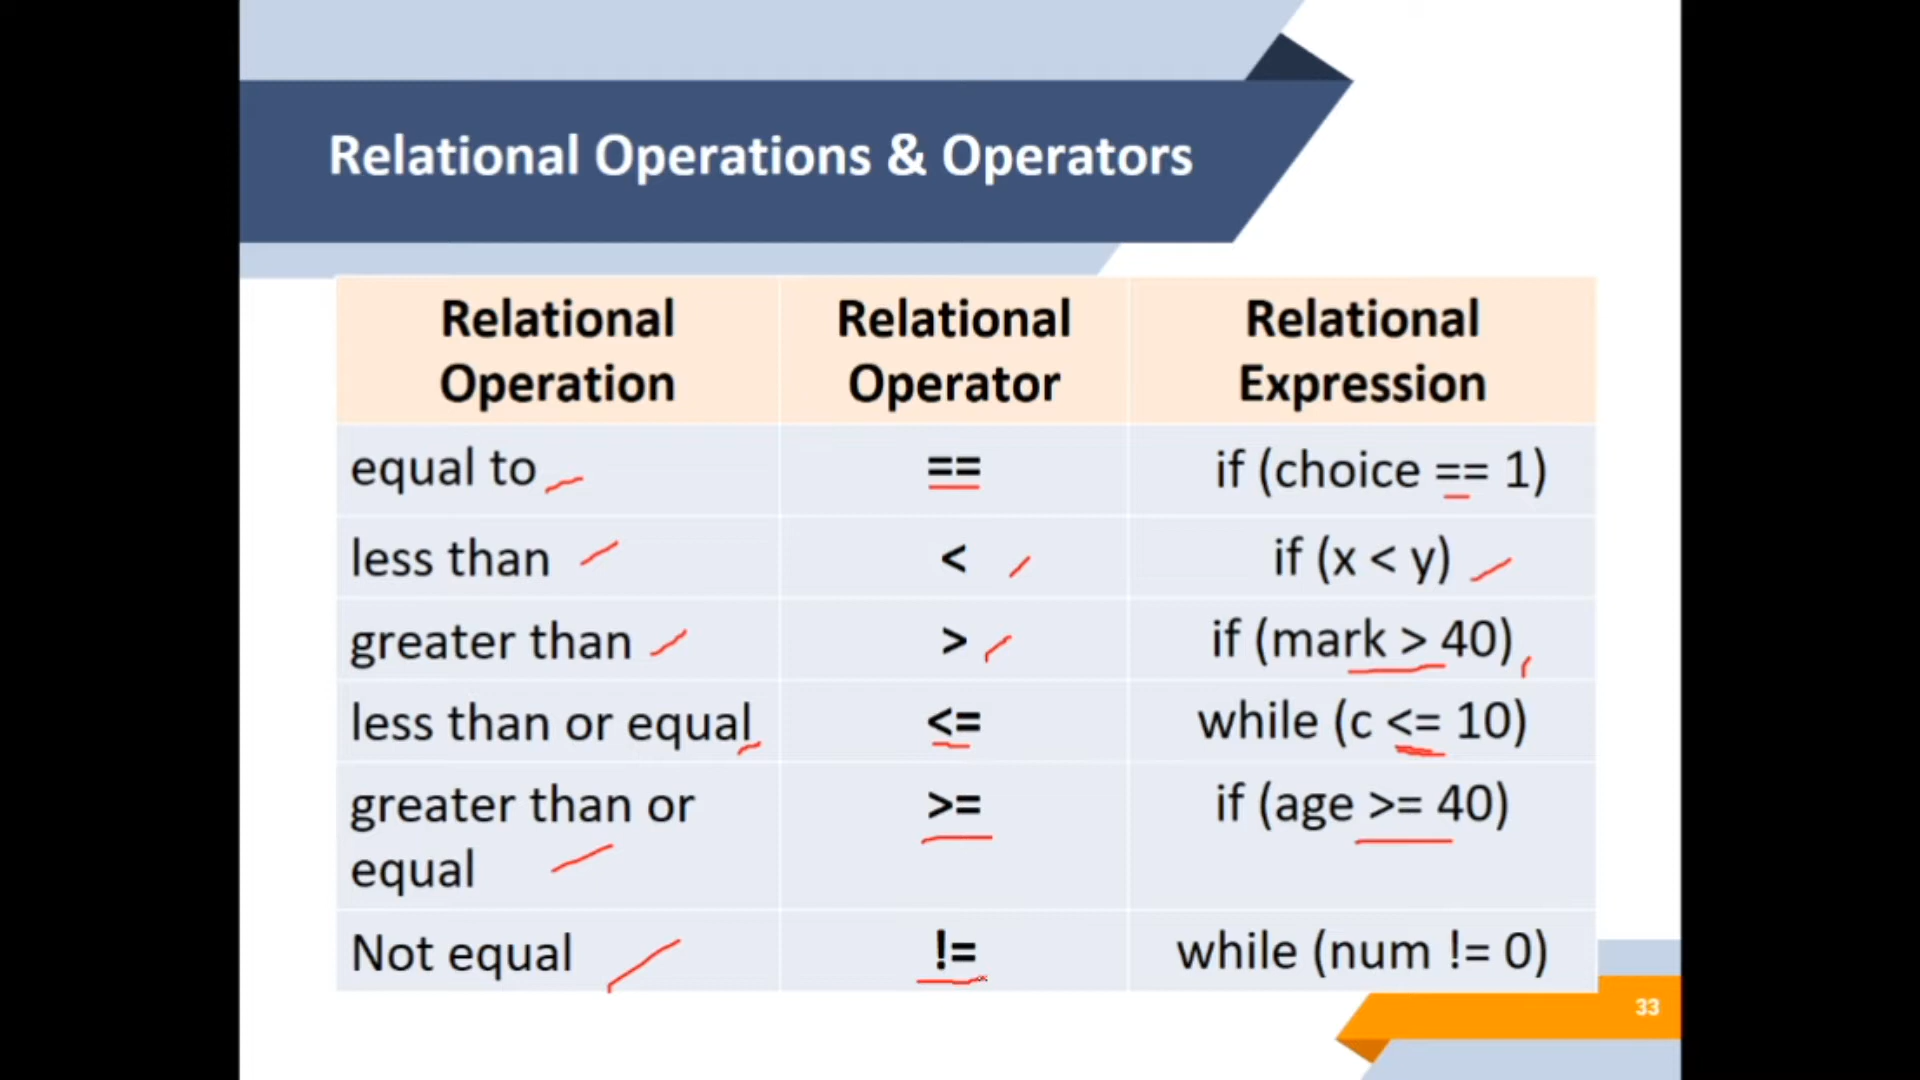 Relational Operations & Operators
Relational Operation
Relational Operator
Relational Expression
equal to
==
if (choice == 1)
less than
<
if (x < y)
greater than
>
if (mark > 40)
less than or equal
<=
while (c <= 10)
greater than or
equal
>=
if (age >= 40)
Not equal
!=
while (num != 0)
33